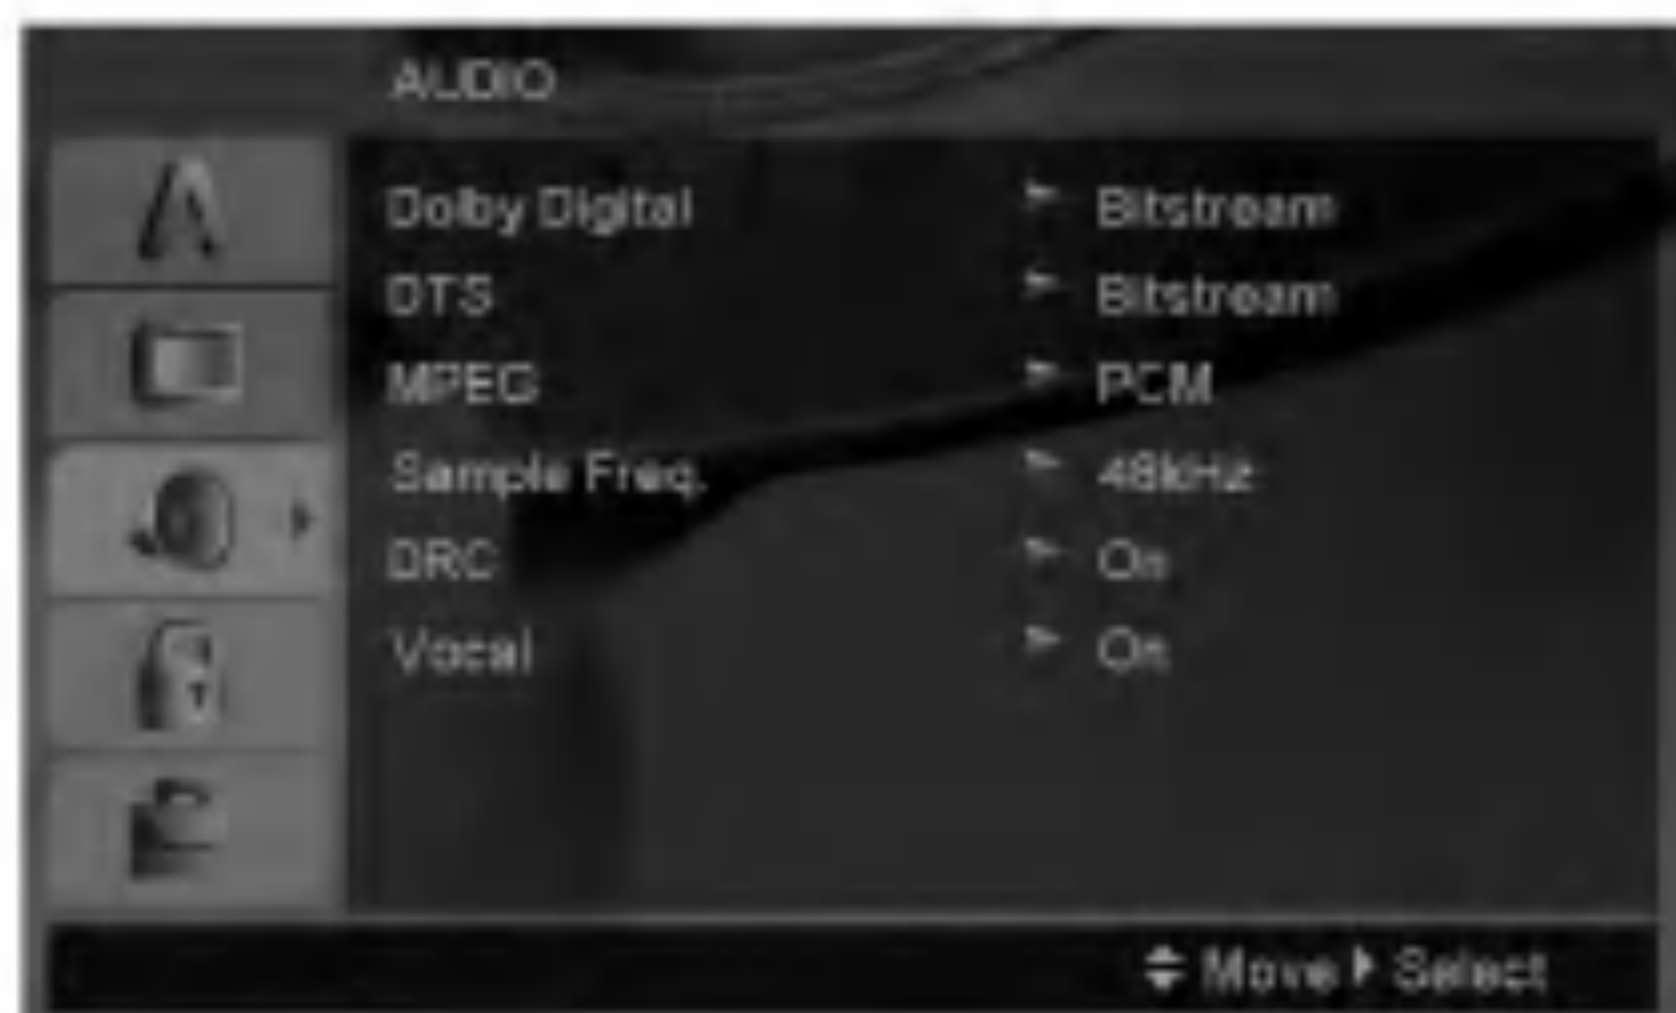 AUDIO
Dolby Digital Bitstream
DTS Bitstream
MPEG PCM
Sample Freq. 48kHz
DRC On
Vocal On
Move Select